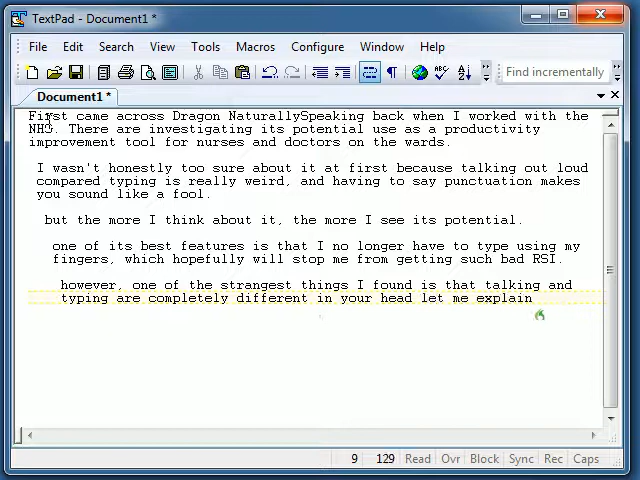 TextPad - Document1 *
File Edit Search View Tools Macros Configure Window Help
Find incrementally
Document1 *
First came across Dragon NaturallySpeaking back when I worked with the
NHS. There are investigating its potential use as a productivity
improvement tool for nurses and doctors on the wards.
I wasn't honestly too sure about it at first because talking out loud
compared typing is really weird, and having to say punctuation makes
you sound like a fool.
but the more I think about it, the more I see its potential.
one of its best features is that I no longer have to type using my
fingers, which hopefully will stop me from getting such bad RSI.
however, one of the strangest things I found is that talking and
typing are completely different in your head let me explain
9 129 Read Ovr Block Sync Rec Caps